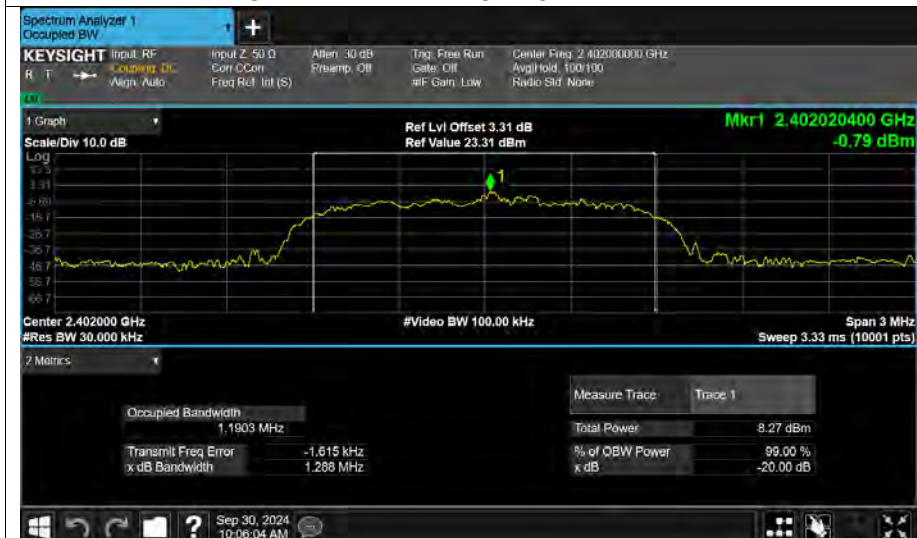 Spectrum Analyzer 1
Occupied BW
KEYSIGHT Input: RF Input Z: 50 Ω Atten: 30 dB Trig: Free Run Center Freq: 2.402000000 GHz
R T Coupling: DC Corr CCorr Preamp: Off Gate: Off Avg|Hold: 100/100
Align: Auto Freq Ref: Int (S) #IF Gain: Low Radio Std: None
1 Graph Ref Lvl Offset 3.31 dB Mkr1 2.402020400 GHz
Scale/Div 10.0 dB Ref Value 23.31 dBm -0.79 dBm
Log
1
3.31
-6.69
-16.7
-26.7
-36.7
-46.7
-56.7
-66.7
Center 2.402000 GHz #Video BW 100.00 kHz Span 3 MHz
#Res BW 30.000 kHz Sweep 3.33 ms (10001 pts)
2 Metrics
Measure Trace Trace 1
Occupied Bandwidth
1.1903 MHz Total Power 8.27 dBm
Transmit Freq Error -1.615 kHz % of OBW Power 99.00 %
x dB Bandwidth 1.288 MHz x dB -20.00 dB
? Sep 30, 2024
10:06:04 AM